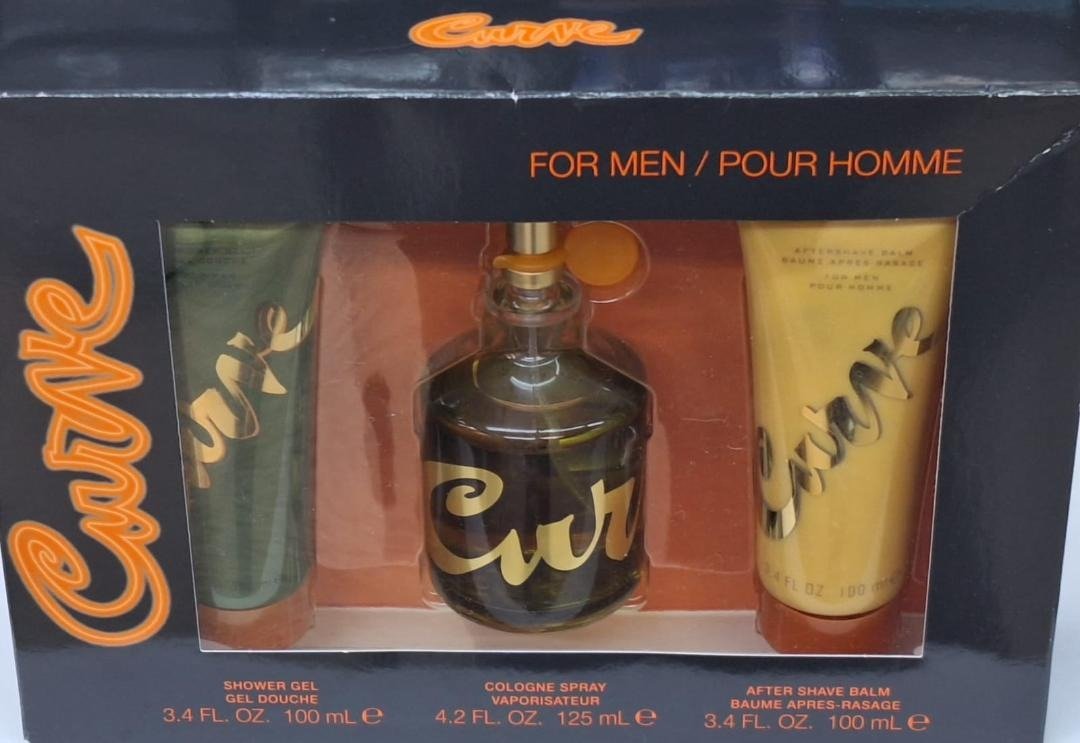 Curve
FOR MEN / POUR HOMME
Curve
DOUCHE
Curve
Curv
AFTERSHAVE BALM
BAUME APRES-RASAGE
FOR MEN
POUR HOMME
Curve
3.4 FL OZ 100 mL
SHOWER GEL
GEL DOUCHE
3.4 FL. OZ. 100 mL ℮
COLOGNE SPRAY
VAPORISATEUR
4.2 FL. OZ. 125 mL ℮
AFTER SHAVE BALM
BAUME APRES-RASAGE
3.4 FL. OZ. 100 mL ℮